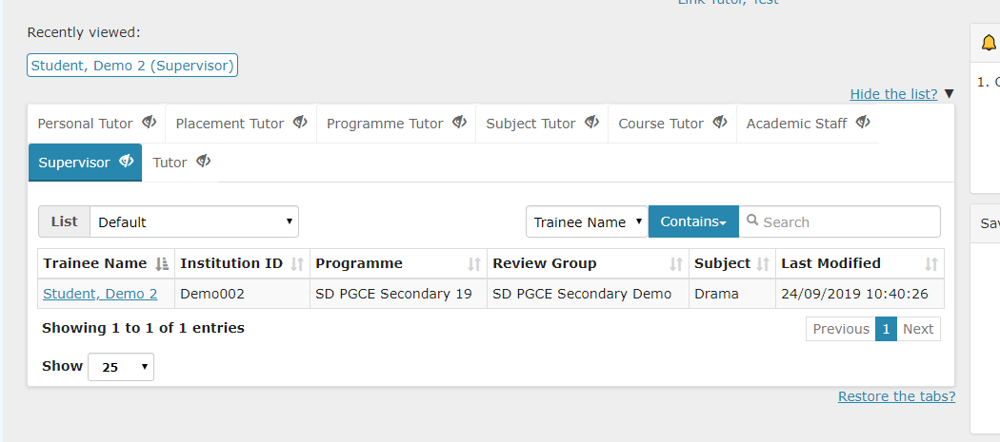 Link Tutor, Test
Recently viewed:
Student, Demo 2 (Supervisor)
1. 
Hide the list? ▼
Personal Tutor Placement Tutor Programme Tutor Subject Tutor Course Tutor Academic Staff
Supervisor Tutor
List Default Trainee Name Contains Search
Trainee Name Institution ID Programme Review Group Subject Last Modified
Student, Demo 2 Demo002 SD PGCE Secondary 19 SD PGCE Secondary Demo Drama 24/09/2019 10:40:26
Showing 1 to 1 of 1 entries Previous 1 Next
Show 25
Restore the tabs?